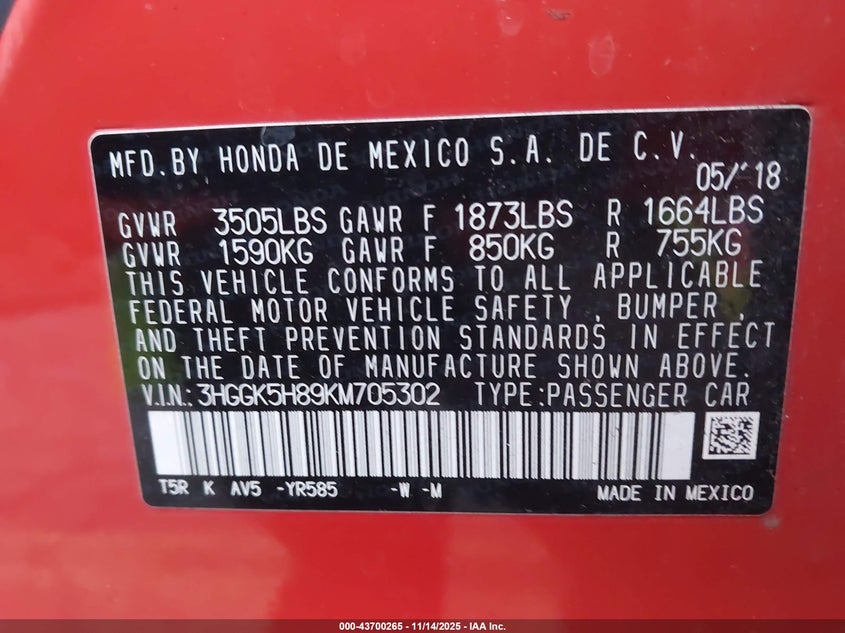 MFD.BY HONDA DE MEXICO S.A. DE C.V.
05/'18
GVWR 3505LBS GAWR F 1873LBS R 1664LBS
GVWR 1590KG GAWR F 850KG R 755KG
THIS VEHICLE CONFORMS TO ALL APPLICABLE
FEDERAL MOTOR VEHICLE SAFETY , BUMPER ,
AND THEFT PREVENTION STANDARDS IN EFFECT
ON THE DATE OF MANUFACTURE SHOWN ABOVE.
V.I.N.: 3HGGK5H89KM705302 TYPE:PASSENGER CAR
T5R K AV5 -YR585 -W -M MADE IN MEXICO
000-43700265 - 11/14/2025 - IAA Inc.